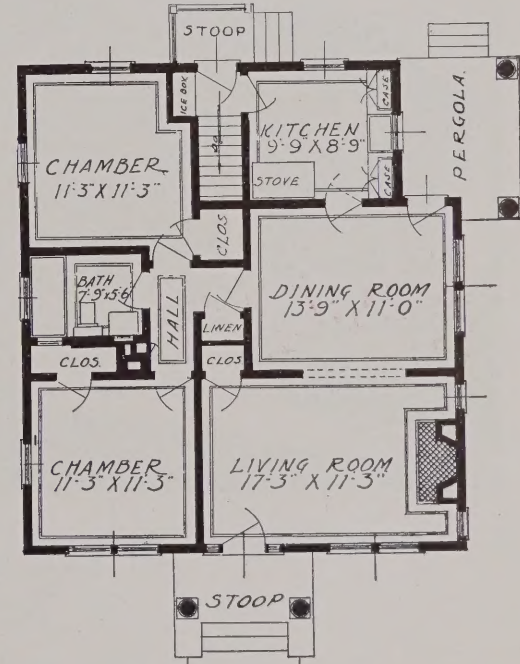 STOOP
ICE BOX
KITCHEN
9'-9" X 8'-9"
CASE
CASE
STOVE
PERGOLA.
CHAMBER
11'-3" X 11'-3"
CLOS
BATH
7'-9" X 5'-6"
HALL
LINEN
DINING ROOM
13'-9" X 11'-0"
CLOS.
CLOS
CHAMBER
11'-3" X 11'-3"
LIVING ROOM
17'-3" X 11'-3"
STOOP